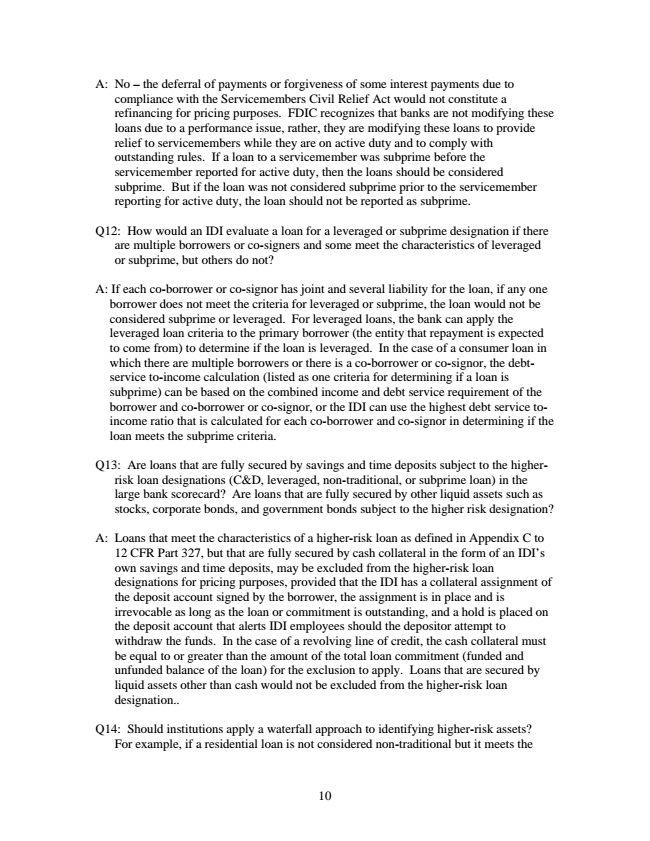 A: No – the deferral of payments or forgiveness of some interest payments due to
compliance with the Servicemembers Civil Relief Act would not constitute a
refinancing for pricing purposes. FDIC recognizes that banks are not modifying these
loans due to a performance issue, rather, they are modifying these loans to provide
relief to servicemembers while they are on active duty and to comply with
outstanding rules. If a loan to a servicemember was subprime before the
servicemember reported for active duty, then the loans should be considered
subprime. But if the loan was not considered subprime prior to the servicemember
reporting for active duty, the loan should not be reported as subprime.
Q12: How would an IDI evaluate a loan for a leveraged or subprime designation if there
are multiple borrowers or co-signers and some meet the characteristics of leveraged
or subprime, but others do not?
A: If each co-borrower or co-signor has joint and several liability for the loan, if any one
borrower does not meet the criteria for leveraged or subprime, the loan would not be
considered subprime or leveraged. For leveraged loans, the bank can apply the
leveraged loan criteria to the primary borrower (the entity that repayment is expected
to come from) to determine if the loan is leveraged. In the case of a consumer loan in
which there are multiple borrowers or there is a co-borrower or co-signor, the debt-
service to-income calculation (listed as one criteria for determining if a loan is
subprime) can be based on the combined income and debt service requirement of the
borrower and co-borrower or co-signor, or the IDI can use the highest debt service to-
income ratio that is calculated for each co-borrower and co-signor in determining if the
loan meets the subprime criteria.
Q13: Are loans that are fully secured by savings and time deposits subject to the higher-
risk loan designations (C&D, leveraged, non-traditional, or subprime loan) in the
large bank scorecard? Are loans that are fully secured by other liquid assets such as
stocks, corporate bonds, and government bonds subject to the higher risk designation?
A: Loans that meet the characteristics of a higher-risk loan as defined in Appendix C to
12 CFR Part 327, but that are fully secured by cash collateral in the form of an IDI's
own savings and time deposits, may be excluded from the higher-risk loan
designations for pricing purposes, provided that the IDI has a collateral assignment of
the deposit account signed by the borrower, the assignment is in place and is
irrevocable as long as the loan or commitment is outstanding, and a hold is placed on
the deposit account that alerts IDI employees should the depositor attempt to
withdraw the funds. In the case of a revolving line of credit, the cash collateral must
be equal to or greater than the amount of the total loan commitment (funded and
unfunded balance of the loan) for the exclusion to apply. Loans that are secured by
liquid assets other than cash would not be excluded from the higher-risk loan
designation..
Q14: Should institutions apply a waterfall approach to identifying higher-risk assets?
For example, if a residential loan is not considered non-traditional but it meets the
10